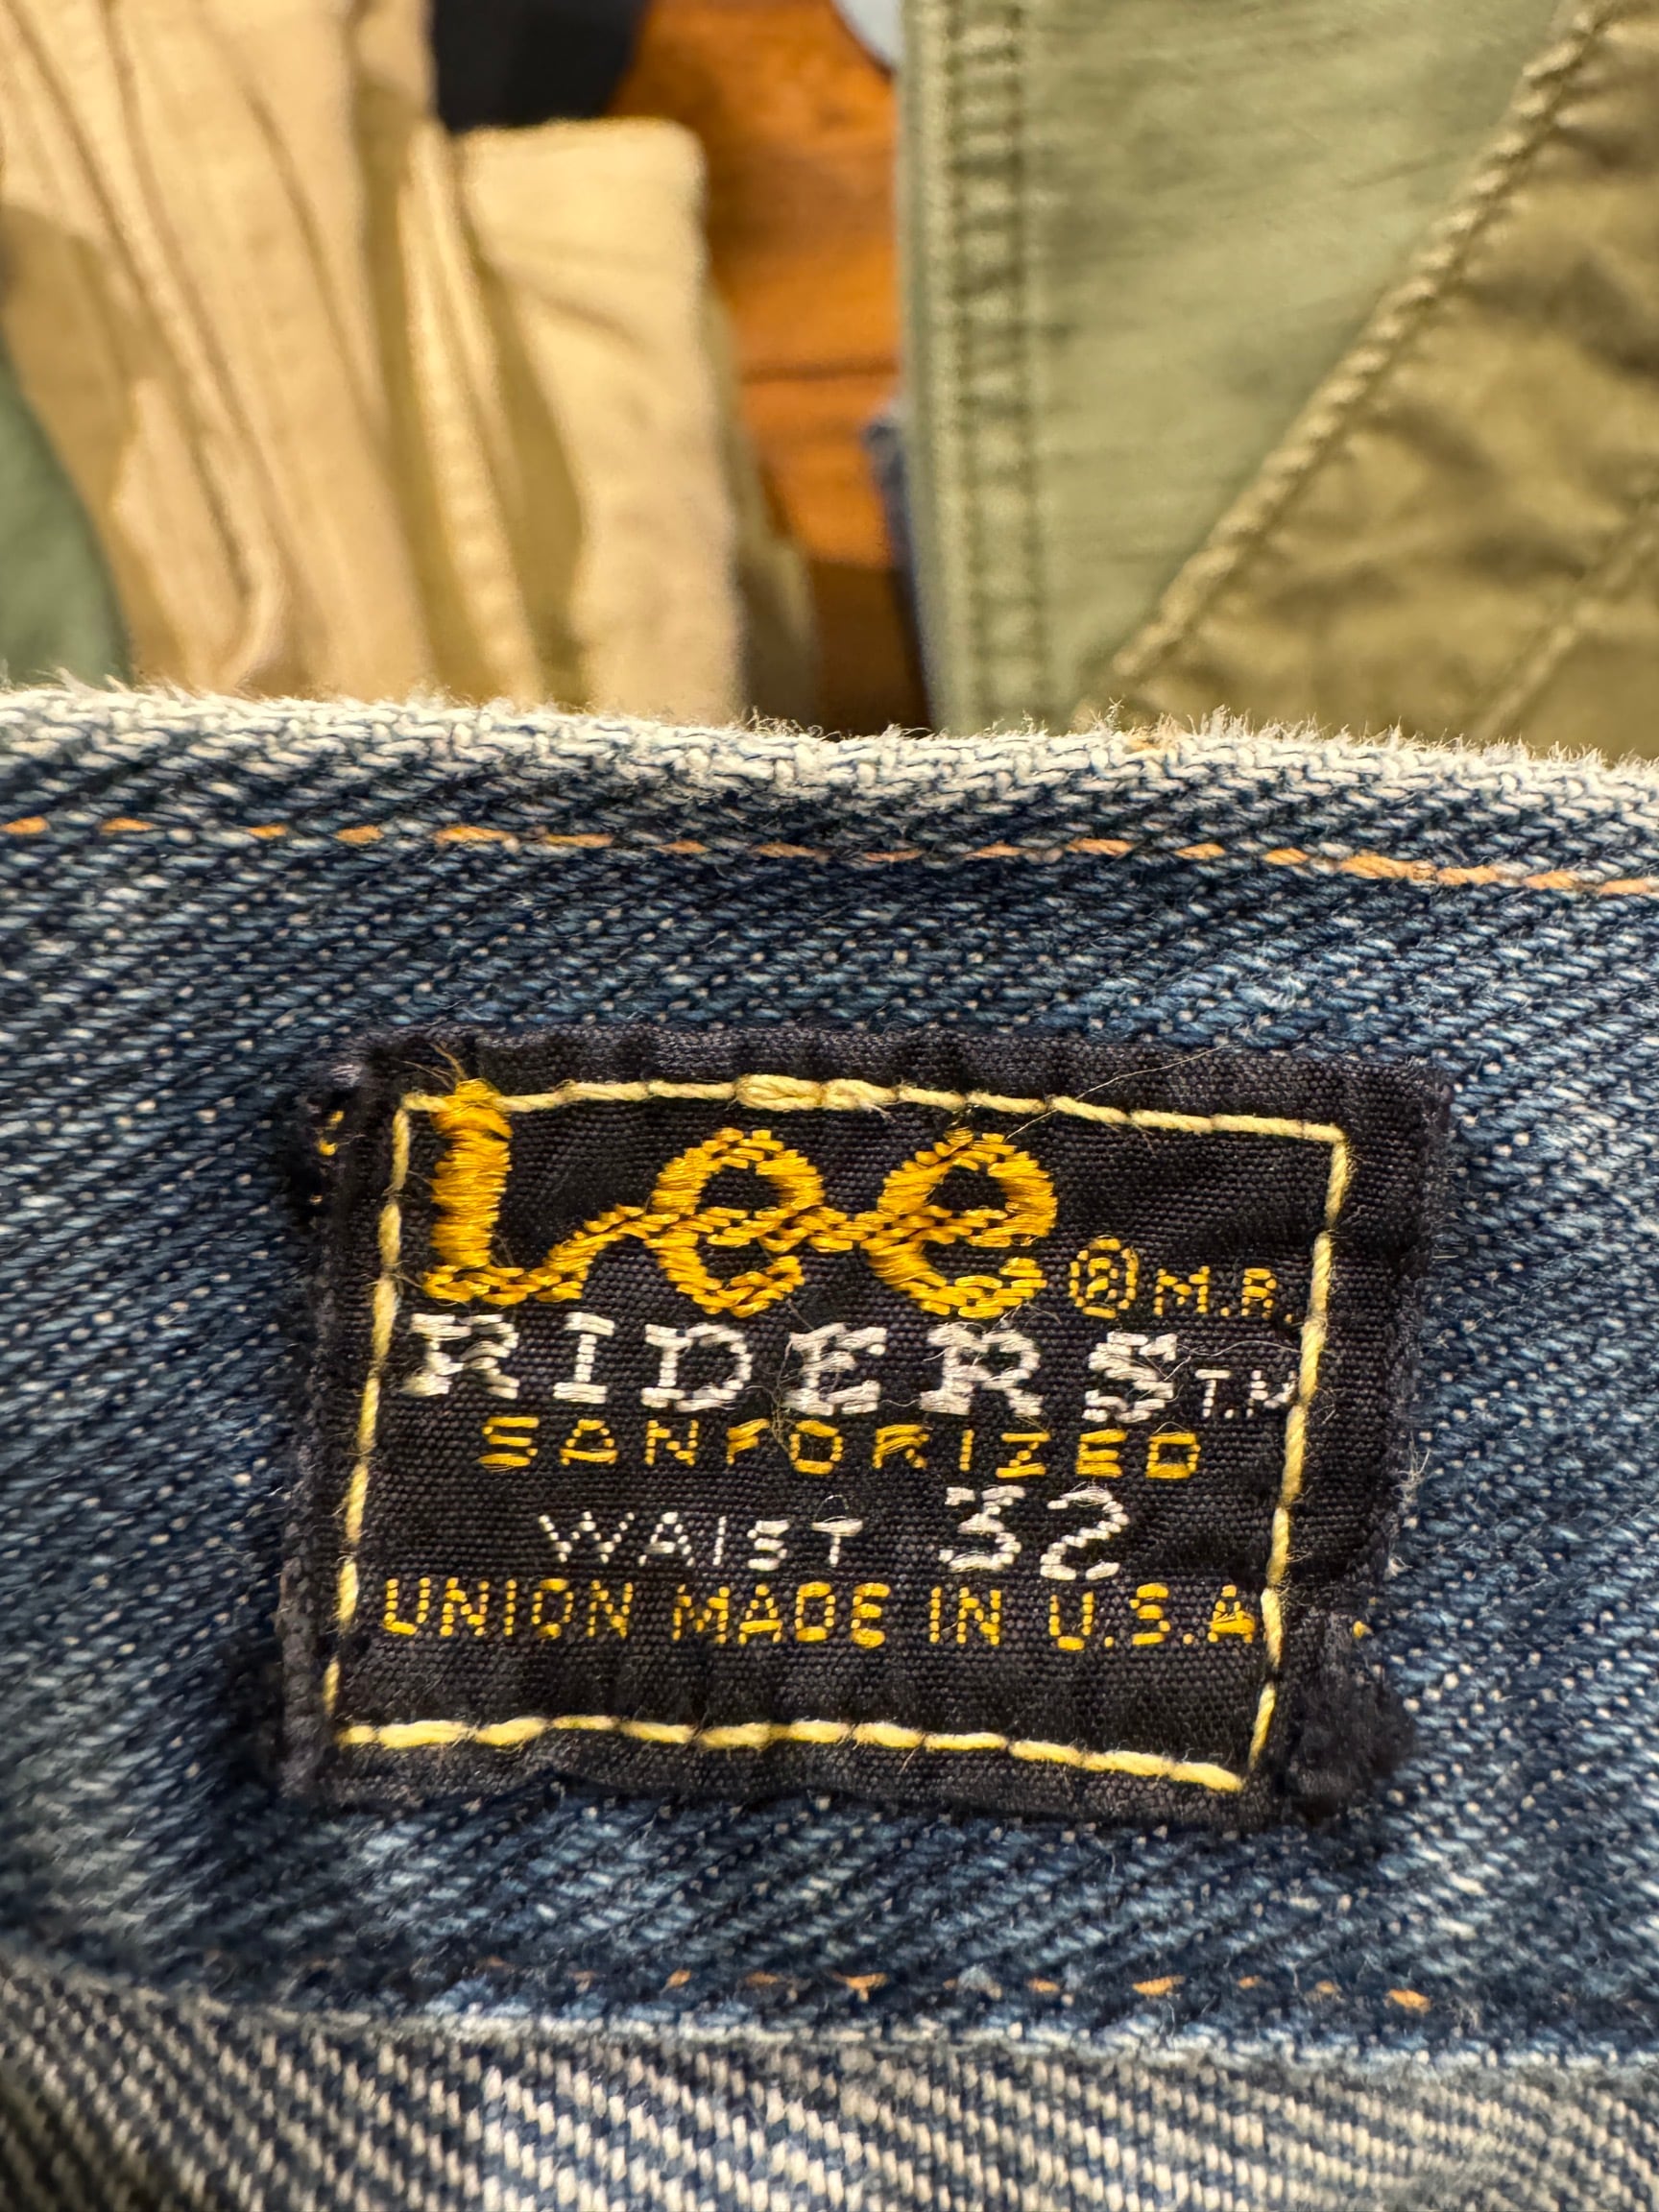 Lee ® M.R.
RIDERS T.M
SANFORIZED
WAIST 32
UNION MADE IN U.S.A